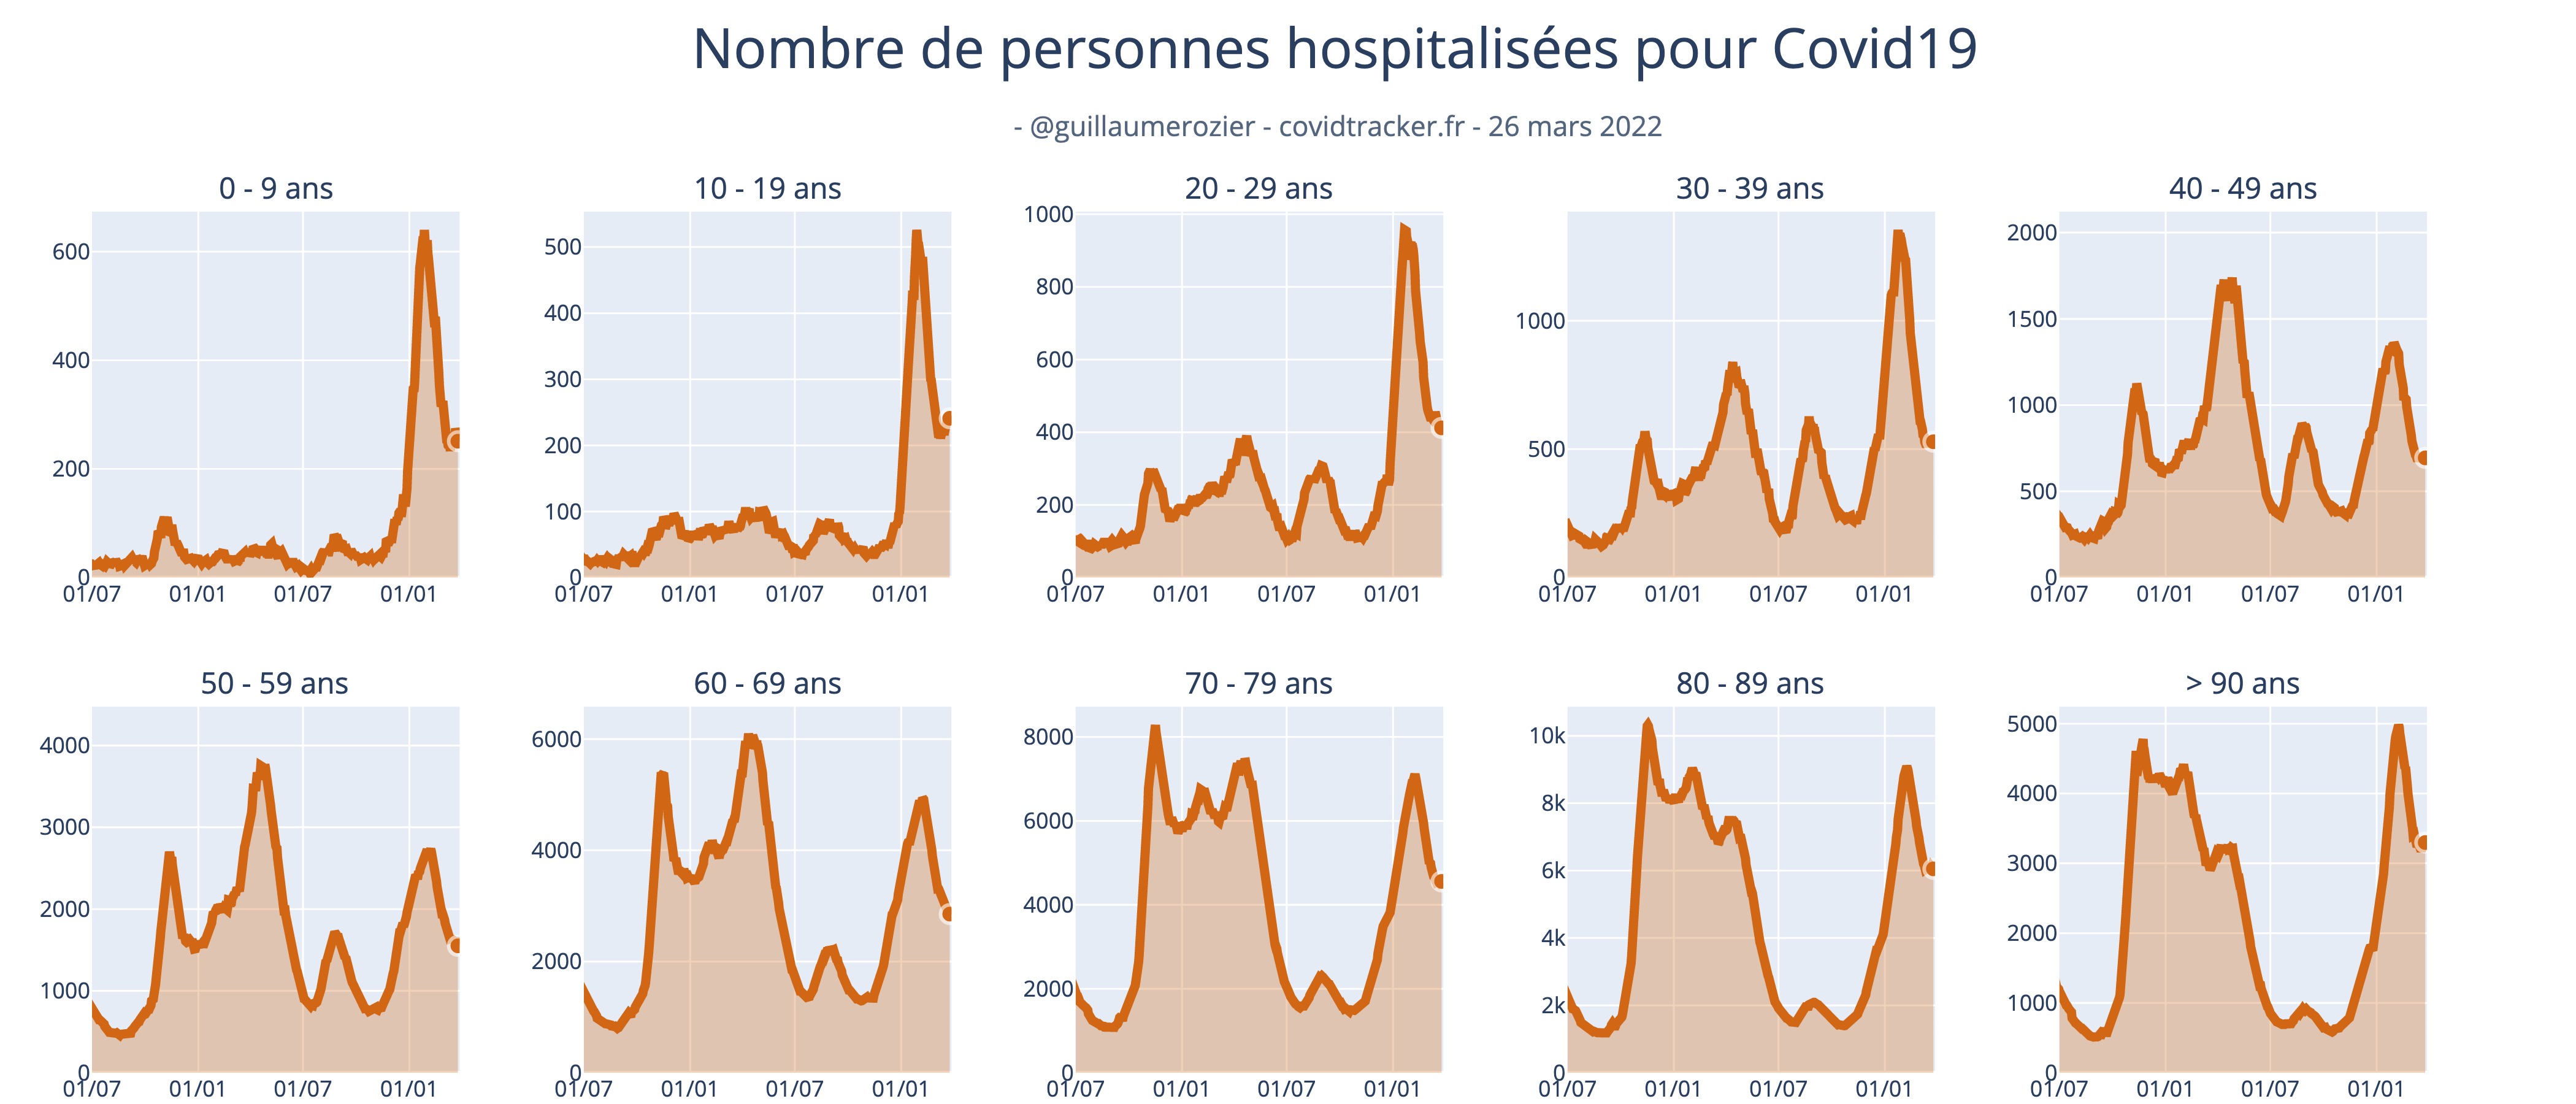 Nombre de personnes hospitalisées pour Covid19
- @guillaumerozier - covidtracker.fr - 26 mars 2022
0 - 9 ans
600
400
200
0
01/07 01/01 01/07 01/01
10 - 19 ans
500
400
300
200
100
0
01/07 01/01 01/07 01/01
20 - 29 ans
1000
800
600
400
200
0
01/07 01/01 01/07 01/01
30 - 39 ans
1000
500
0
01/07 01/01 01/07 01/01
40 - 49 ans
2000
1500
1000
500
0
01/07 01/01 01/07 01/01
50 - 59 ans
4000
3000
2000
1000
0
01/07 01/01 01/07 01/01
60 - 69 ans
6000
4000
2000
0
01/07 01/01 01/07 01/01
70 - 79 ans
8000
6000
4000
2000
0
01/07 01/01 01/07 01/01
80 - 89 ans
10k
8k
6k
4k
2k
0
01/07 01/01 01/07 01/01
> 90 ans
5000
4000
3000
2000
1000
0
01/07 01/01 01/07 01/01